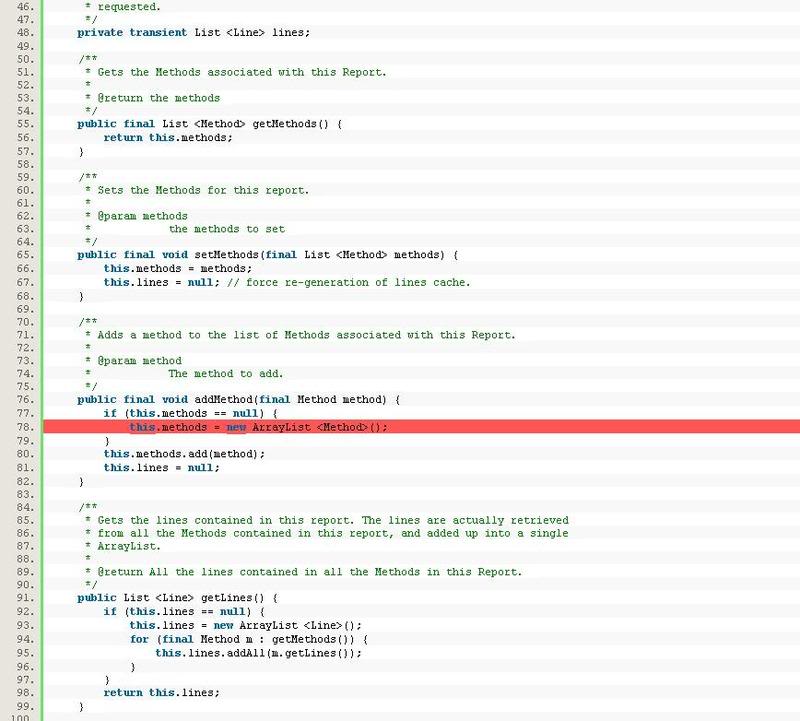 46. * requested.
47. */
48. private transient List <Line> lines;
49.
50. /**
51. * Gets the Methods associated with this Report.
52. *
53. * @return the methods
54. */
55. public final List <Method> getMethods() {
56. return this.methods;
57. }
58.
59. /**
60. * Sets the Methods for this report.
61. *
62. * @param methods
63. * the methods to set
64. */
65. public final void setMethods(final List <Method> methods) {
66. this.methods = methods;
67. this.lines = null; // force re-generation of lines cache.
68. }
69.
70. /**
71. * Adds a method to the list of Methods associated with this Report.
72. *
73. * @param method
74. * The method to add.
75. */
76. public final void addMethod(final Method method) {
77. if (this.methods == null) {
78. this.methods = new ArrayList <Method>();
79. }
80. this.methods.add(method);
81. this.lines = null;
82. }
83.
84. /**
85. * Gets the lines contained in this report. The lines are actually retrieved
86. * from all the Methods contained in this report, and added up into a single
87. * ArrayList.
88. *
89. * @return All the lines contained in all the Methods in this Report.
90. */
91. public List <Line> getLines() {
92. if (this.lines == null) {
93. this.lines = new ArrayList <Line>();
94. for (final Method m : getMethods()) {
95. this.lines.addAll(m.getLines());
96. }
97. }
98. return this.lines;
99. }
100.